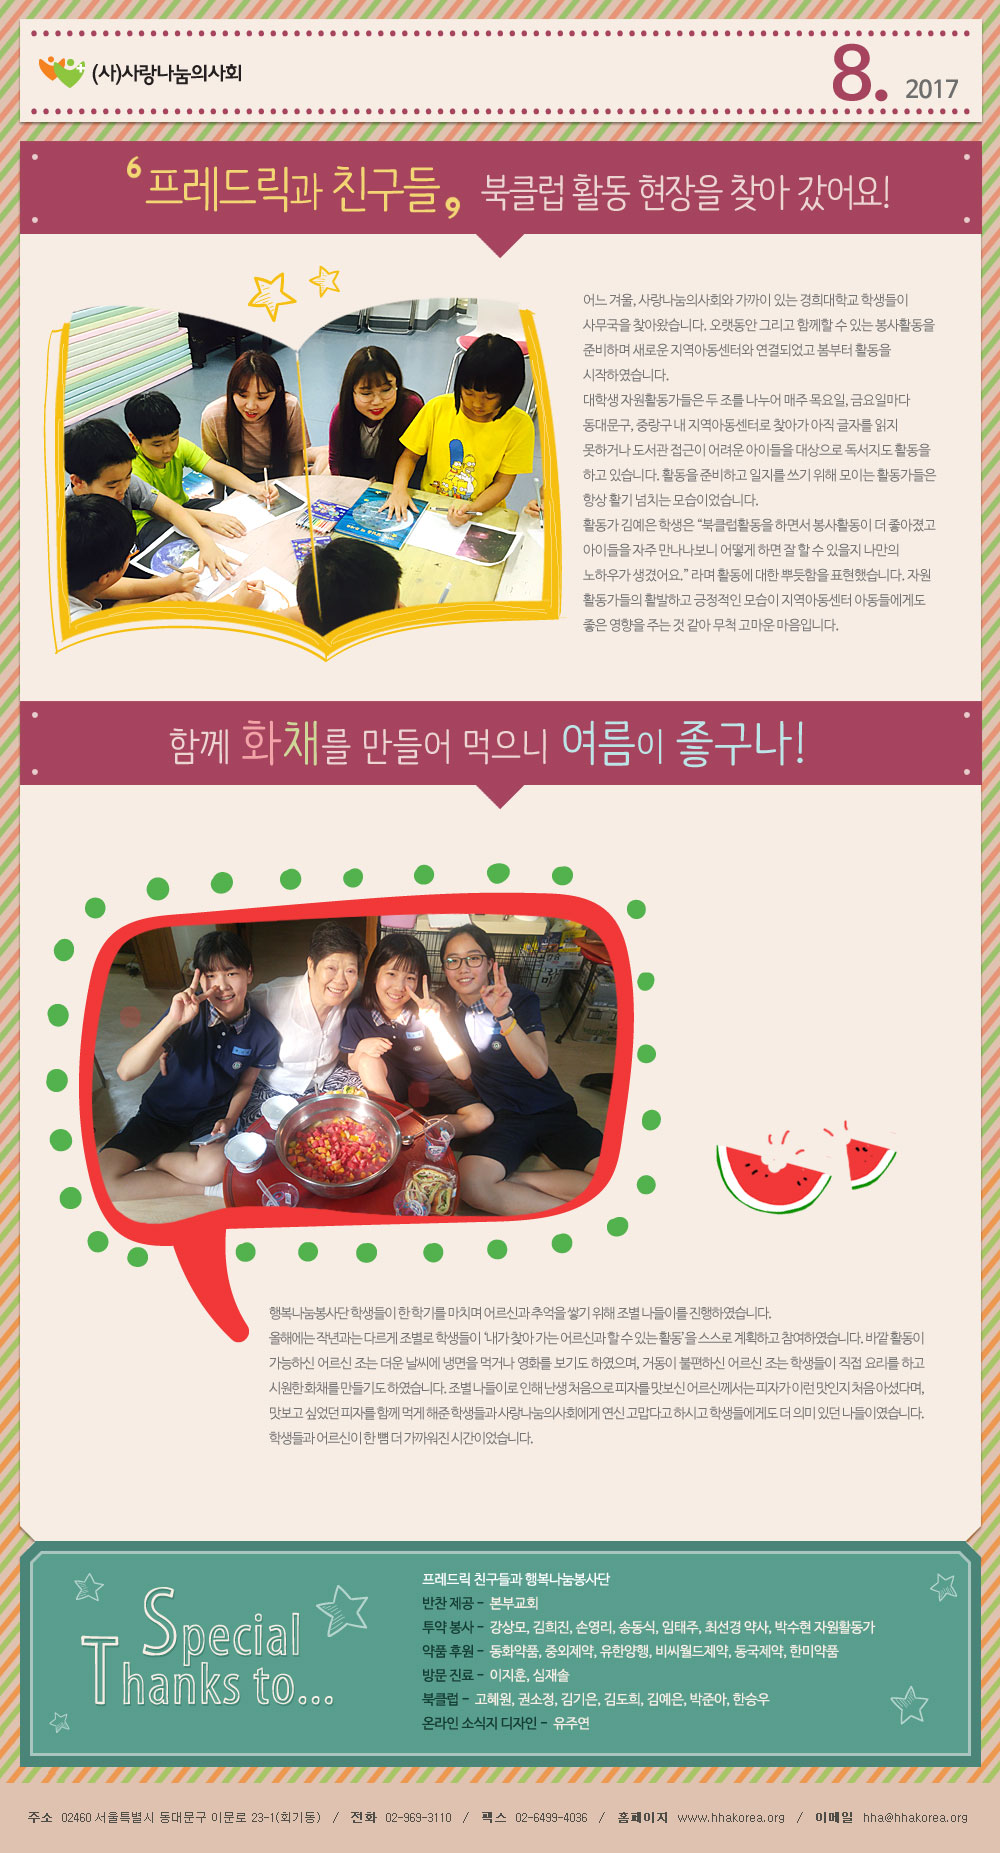 (사)사랑나눔의사회
8. 2017
‘프레드릭과 친구들’ 북클럽 활동 현장을 찾아 갔어요!
어느 겨울, 사랑나눔의사회와 가까이 있는 경희대학교 학생들이
사무국을 찾아왔습니다. 오랫동안 그리고 함께할 수 있는 봉사활동을
준비하며 새로운 지역아동센터와 연결되었고 봄부터 활동을
시작하였습니다.
대학생 자원활동가들은 두 조를 나누어 매주 목요일, 금요일마다
동대문구, 중랑구 내 지역아동센터로 찾아가 아직 글자를 읽지
못하거나 도서관 접근이 어려운 아이들을 대상으로 독서지도 활동을
하고 있습니다. 활동을 준비하고 일지를 쓰기 위해 모이는 활동가들은
항상 활기 넘치는 모습이었습니다.
활동가 김예은 학생은 “북클럽활동을 하면서 봉사활동이 더 좋아졌고
아이들을 자주 만나나보니 어떻게 하면 잘 할 수 있을지 나만의
노하우가 생겼어요.” 라며 활동에 대한 뿌듯함을 표현했습니다. 자원
활동가들의 활발하고 긍정적인 모습이 지역아동센터 아동들에게도
좋은 영향을 주는 것 같아 무척 고마운 마음입니다.
함께 화채를 만들어 먹으니 여름이 좋구나!
행복나눔봉사단 학생들이 한 학기를 마치며 어르신과 추억을 쌓기 위해 조별 나들이를 진행하였습니다.
올해에는 작년과는 다르게 조별로 학생들이 ‘내가 찾아 가는 어르신과 할 수 있는 활동’을 스스로 계획하고 참여하였습니다. 바깥 활동이
가능하신 어르신 조는 더운 날씨에 냉면을 먹거나 영화를 보기도 하였으며, 거동이 불편하신 어르신 조는 학생들이 직접 요리를 하고
시원한 화채를 만들기도 하였습니다. 조별 나들이로 인해 난생 처음으로 피자를 맛보신 어르신께서는 피자가 이런 맛인지 처음 아셨다며,
맛보고 싶었던 피자를 함께 먹게 해준 학생들과 사랑나눔의사회에게 연신 고맙다고 하시고 학생들에게도 더 의미 있던 나들이였습니다.
학생들과 어르신이 한 뼘 더 가까워진 시간이었습니다.
Special
Thanks to...
프레드릭 친구들과 행복나눔봉사단
반찬 제공 - 본부교회
투약 봉사 - 강상모, 김희진, 손영리, 송동식, 임태주, 최선경 약사, 박수현 자원활동가
약품 후원 - 동화약품, 중외제약, 유한양행, 비씨월드제약, 동국제약, 한미약품
방문 진료 - 이지훈, 심재솔
북클럽 - 고혜원, 권소정, 김기은, 김도희, 김예은, 박준아, 한승우
온라인 소식지 디자인 - 유주연
주소 02460 서울특별시 동대문구 이문로 23-1(회기동) / 전화 02-969-3110 / 팩스 02-6499-4036 / 홈페이지 www.hhakorea.org / 이메일 hha@hhakorea.org